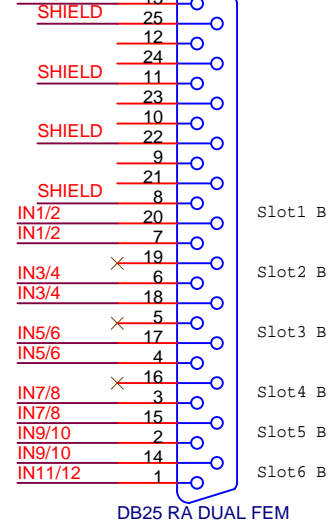 SHIELD
25
12
24
SHIELD
11
23
10
SHIELD
22
9
21
SHIELD
8
IN1/2
20
Slot1 B
IN1/2
7
19
IN3/4
6
Slot2 B
IN3/4
18
5
IN5/6
17
Slot3 B
IN5/6
4
16
IN7/8
3
Slot4 B
IN7/8
15
IN9/10
2
Slot5 B
IN9/10
14
IN11/12
1
Slot6 B
DB25 RA DUAL FEM